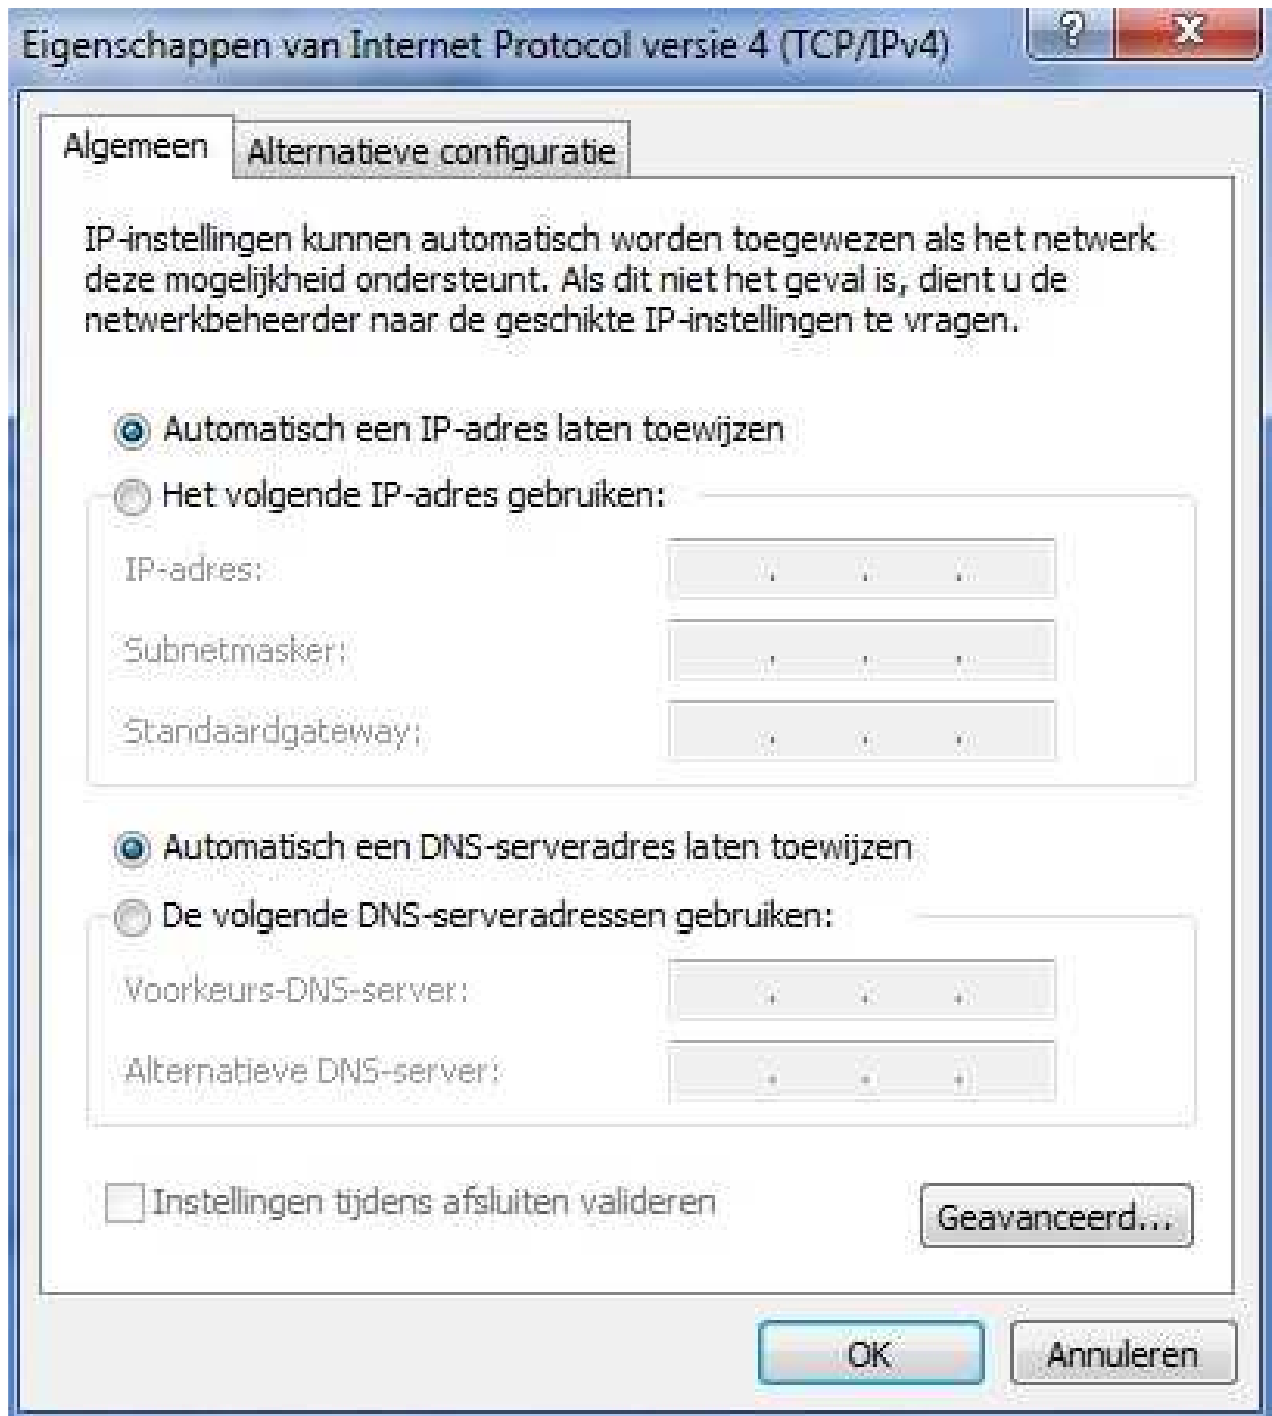 Eigenschappen van Internet Protocol versie 4 (TCP/IPv4)
?
X
Algemeen
Alternatieve configuratie
IP-instellingen kunnen automatisch worden toegewezen als het netwerk
deze mogelijkheid ondersteunt. Als dit niet het geval is, dient u de
netwerkbeheerder naar de geschikte IP-instellingen te vragen.
Automatisch een IP-adres laten toewijzen
Het volgende IP-adres gebruiken:
IP-adres: . . .
Subnetmasker: . . .
Standaardgateway: . . .
Automatisch een DNS-serveradres laten toewijzen
De volgende DNS-serveradressen gebruiken:
Voorkeurs-DNS-server: . . .
Alternatieve DNS-server: . . .
Instellingen tijdens afsluiten valideren
Geavanceerd...
OK
Annuleren